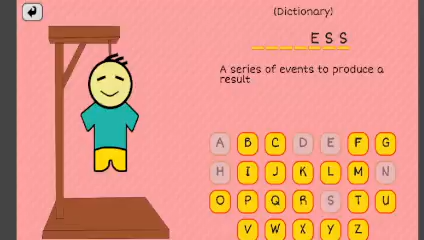 (Dictionary)
E S S
A series of events to produce a
result
A B C D E F G
H I J K L M N
O P Q R S T U
V W X Y Z